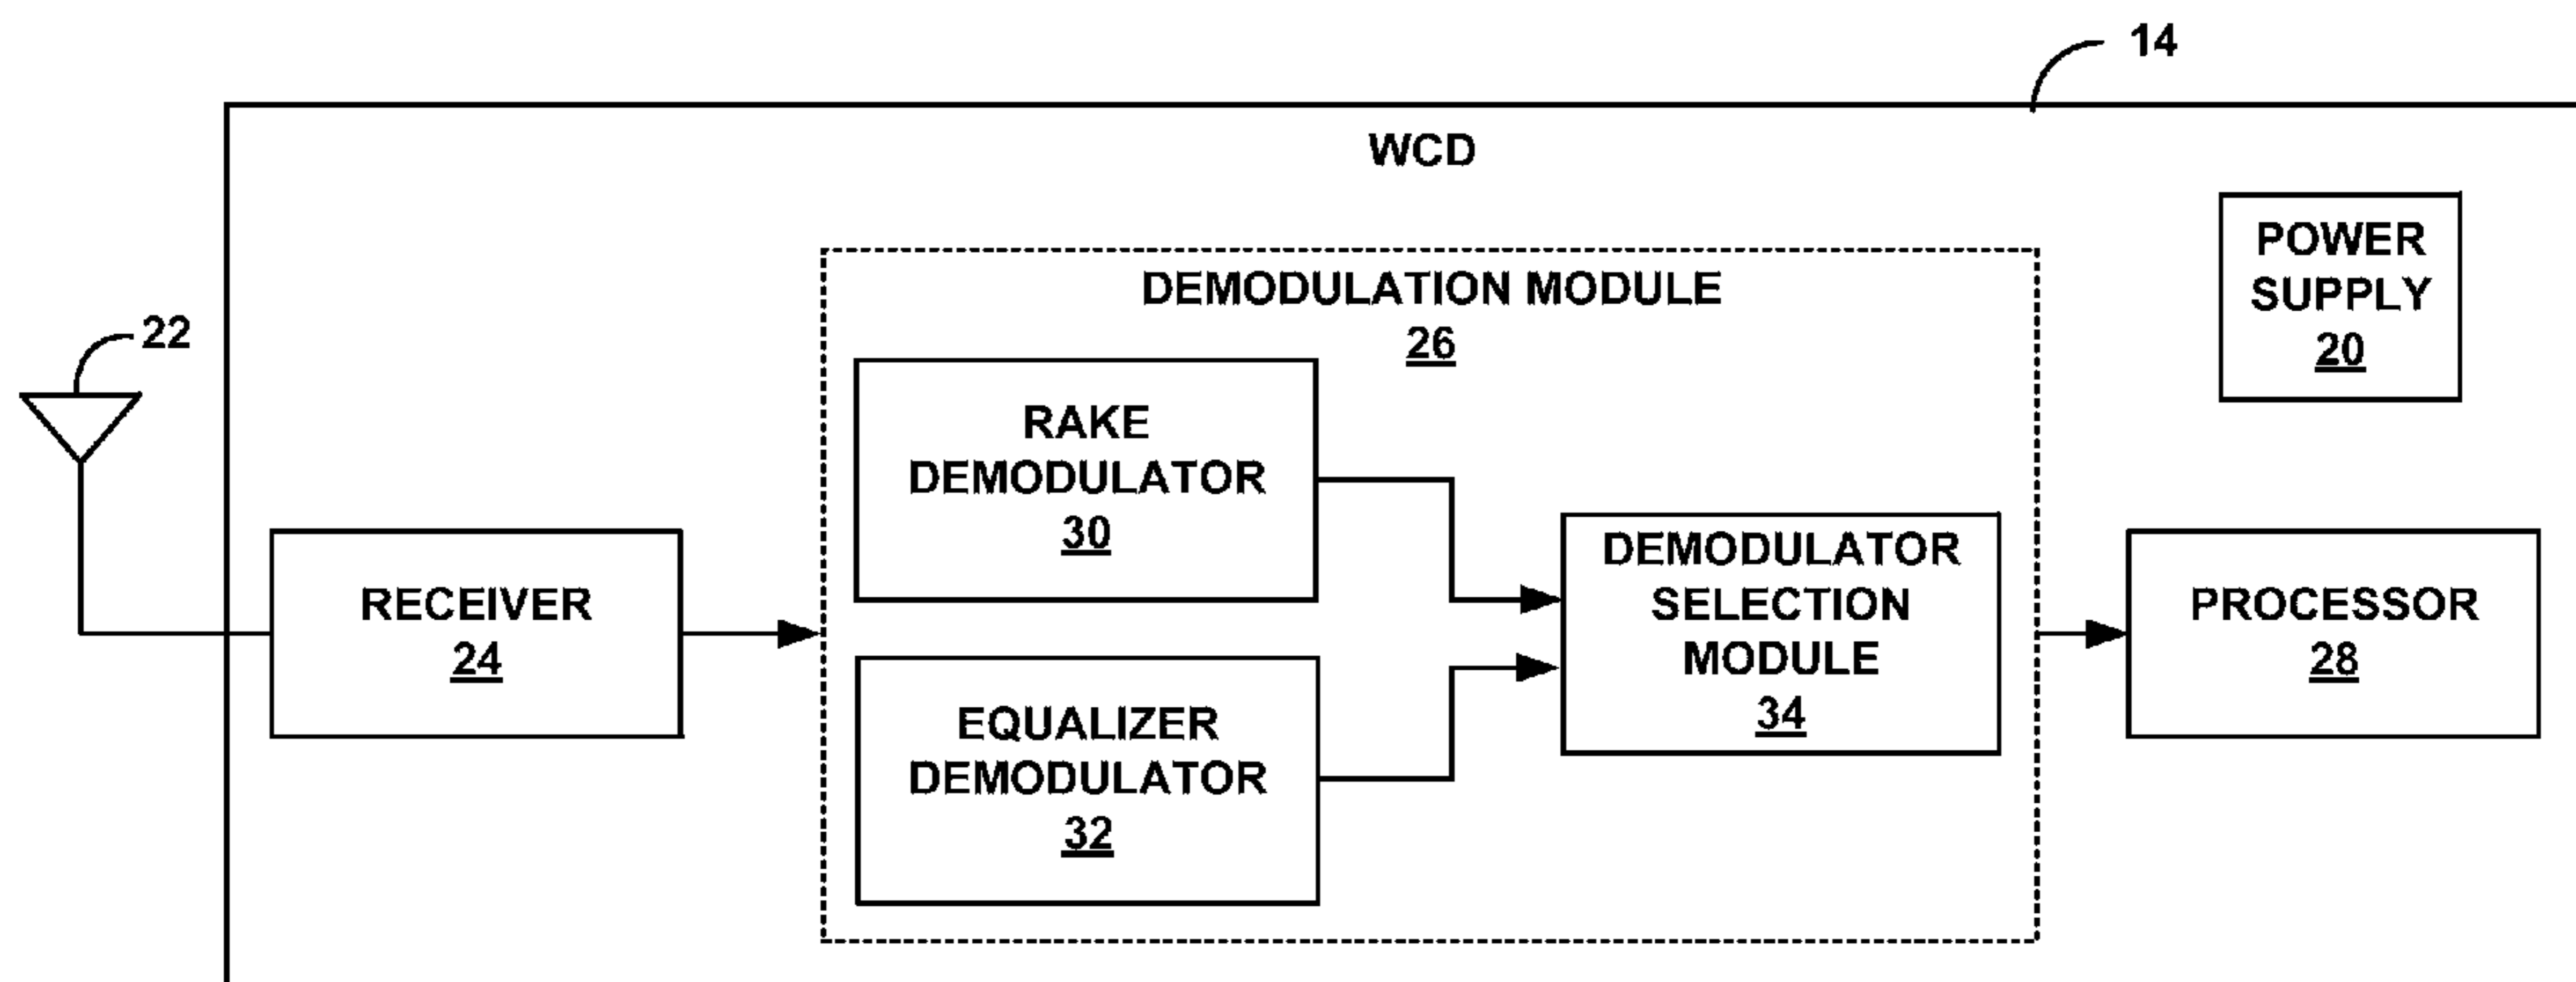 14
WCD
POWER
SUPPLY
20
DEMODULATION MODULE
26
22
RAKE
DEMODULATOR
30
RECEIVER
24
EQUALIZER
DEMODULATOR
32
DEMODULATOR
SELECTION
MODULE
34
PROCESSOR
28